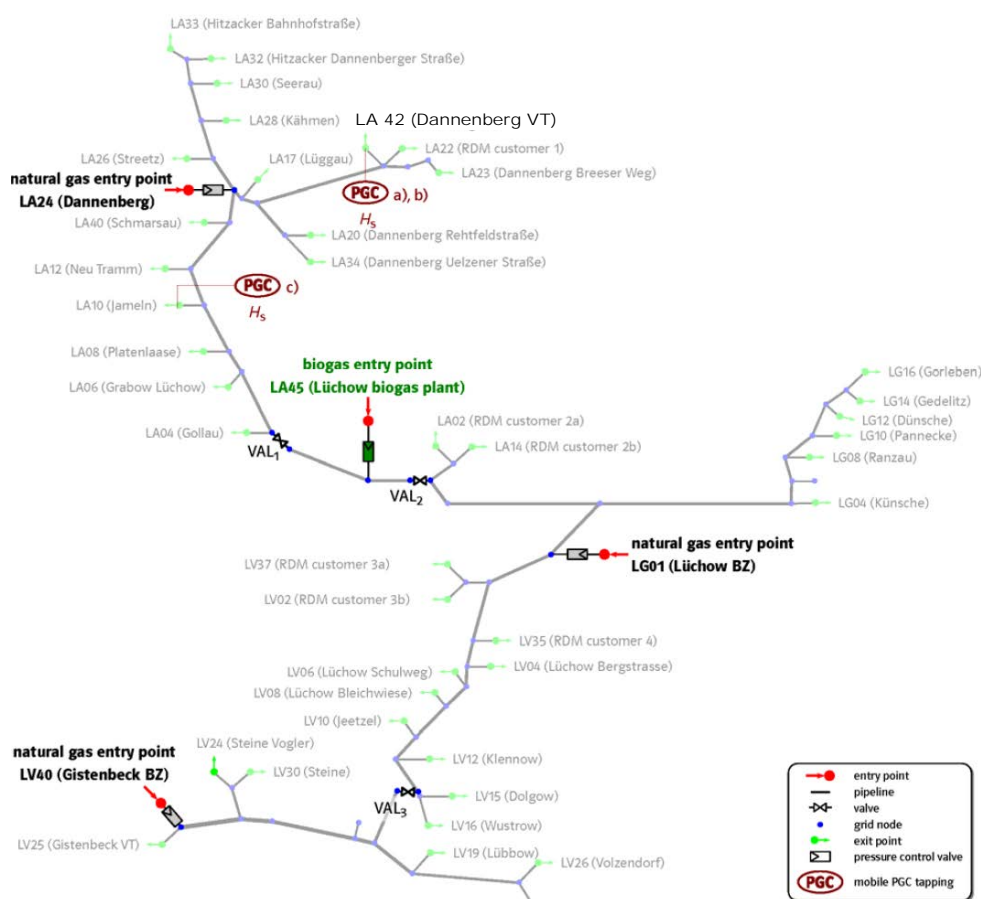 LA33 (Hitzacker Bahnhofstraße)
LA32 (Hitzacker Dannenberger Straße)
LA30 (Seerau)
LA28 (Kähmen)
LA 42 (Dannenberg VT)
LA26 (Streetz)
LA17 (Lüggau)
LA22 (RDM customer 1)
LA23 (Dannenberg Breeser Weg)
natural gas entry point
LA24 (Dannenberg)
PGC a), b)
Hs
LA40 (Schmarsau)
LA20 (Dannenberg Rehtfeldstraße)
LA34 (Dannenberg Uelzener Straße)
LA12 (Neu Tramm)
PGC c)
Hs
LA10 (Jameln)
LA08 (Platenlaase)
LA06 (Grabow Lüchow)
biogas entry point
LA45 (Lüchow biogas plant)
LG16 (Gorleben)
LG14 (Gedelitz)
LG12 (Dünsche)
LG10 (Pannecke)
LG08 (Ranzau)
LG04 (Künsche)
LA04 (Gollau)
VAL1
LA02 (RDM customer 2a)
LA14 (RDM customer 2b)
VAL2
natural gas entry point
LG01 (Lüchow BZ)
LV37 (RDM customer 3a)
LV02 (RDM customer 3b)
LV35 (RDM customer 4)
LV04 (Lüchow Bergstrasse)
LV06 (Lüchow Schulweg)
LV08 (Lüchow Bleichwiese)
LV10 (Jeetzel)
LV12 (Klennow)
natural gas entry point
LV40 (Gistenbeck BZ)
LV24 (Steine Vogler)
LV30 (Steine)
VAL3
LV15 (Dolgow)
LV16 (Wustrow)
LV25 (Gistenbeck VT)
LV19 (Lübbow)
LV26 (Volzendorf)
entry point
pipeline
valve
grid node
exit point
pressure control valve
PGC mobile PGC tapping